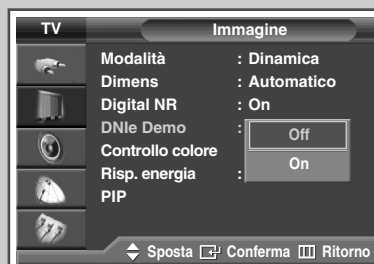 TV Immagine
Modalità : Dinamica
Dimens : Automatico
Digital NR : On
DNIe Demo : Off
Controllo colore
On
Risp. energia :
PIP
Sposta Conferma Ritorno